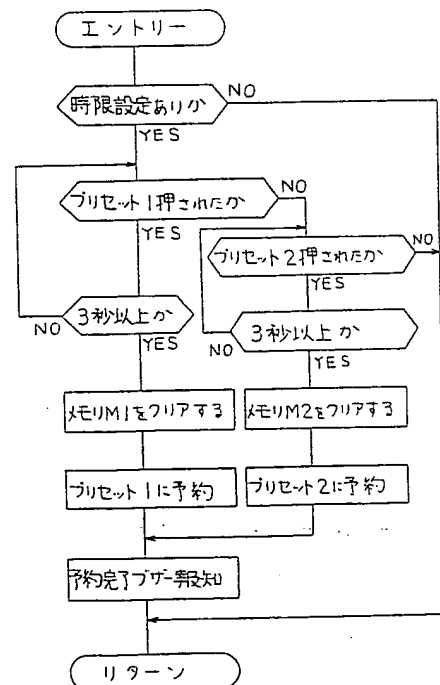 エントリー
時限設定ありか
NO
YES
プリセット1押されたか
NO
YES
プリセット2押されたか
NO
YES
3秒以上か
NO
YES
3秒以上か
NO
YES
メモリM1をクリアする
メモリM2をクリアする
プリセット1に予約
プリセット2に予約
予約完了ブザー報知
リターン